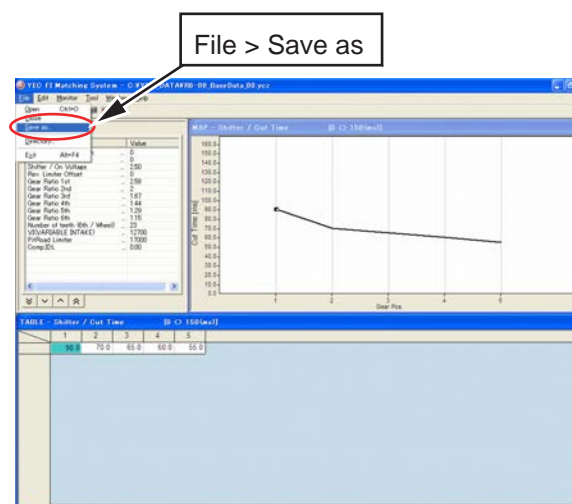 File > Save as
YEC FI Matching System - C:¥YEC_DATA¥R6-08_BaseData_00.ycz
File Edit Monitor Tool Help
Open Ctrl+O
Close
Save as..
Directory..
Exit Alt+F4
Value
0
0
Shifter / On Voltage .. 2.50
Rev. Limiter Offset .. 0
Gear Ratio 1st .. 2.58
Gear Ratio 2nd .. 2
Gear Ratio 3rd .. 1.67
Gear Ratio 4th .. 1.44
Gear Ratio 5th .. 1.29
Gear Ratio 6th .. 1.15
Number of teeth (6th / Wheel) .. 23
V(VARIABLE INTAKE) .. 12700
PitRoad Limiter .. 17000
Comp.IDL .. 0.00
MAP - Shifter / Cut Time [0 <> 150(ms)]
160.0
150.0
140.0
130.0
120.0
110.0
100.0
90.0
80.0
70.0
60.0
50.0
40.0
30.0
20.0
10.0
0.0
Cut Time [ms]
1 2 3 4 5
Gear Pos
TABLE - Shifter / Cut Time [0 <> 150(ms)]
1 2 3 4 5
90.0 70.0 65.0 60.0 55.0